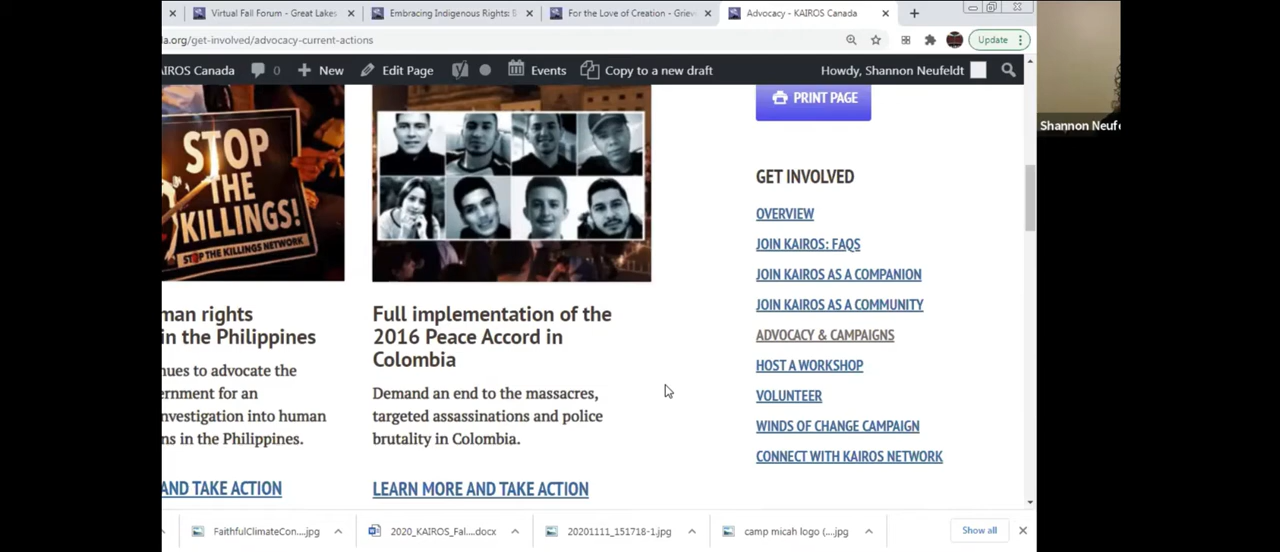 Virtual Fall Forum - Great Lakes
Embracing Indigenous Rights: B
For the Love of Creation - Griev
Advocacy - KAIROS Canada
la.org/get-involved/advocacy-current-actions
Update
AIROS Canada
0
New
Edit Page
Events
Copy to a new draft
Howdy, Shannon Neufeldt
STOP
THE
KILLINGS!
STOP THE KILLINGS NETWORK
man rights
in the Philippines
nues to advocate the
ernment for an
nvestigation into human
ns in the Philippines.
AND TAKE ACTION
Full implementation of the
2016 Peace Accord in
Colombia
Demand an end to the massacres,
targeted assassinations and police
brutality in Colombia.
LEARN MORE AND TAKE ACTION
PRINT PAGE
GET INVOLVED
OVERVIEW
JOIN KAIROS: FAQS
JOIN KAIROS AS A COMPANION
JOIN KAIROS AS A COMMUNITY
ADVOCACY & CAMPAIGNS
HOST A WORKSHOP
VOLUNTEER
WINDS OF CHANGE CAMPAIGN
CONNECT WITH KAIROS NETWORK
Shannon Neufe
FaithfulClimateCon....jpg
2020_KAIROS_Fal....docx
20201111_151718-1.jpg
camp micah logo (....jpg
Show all